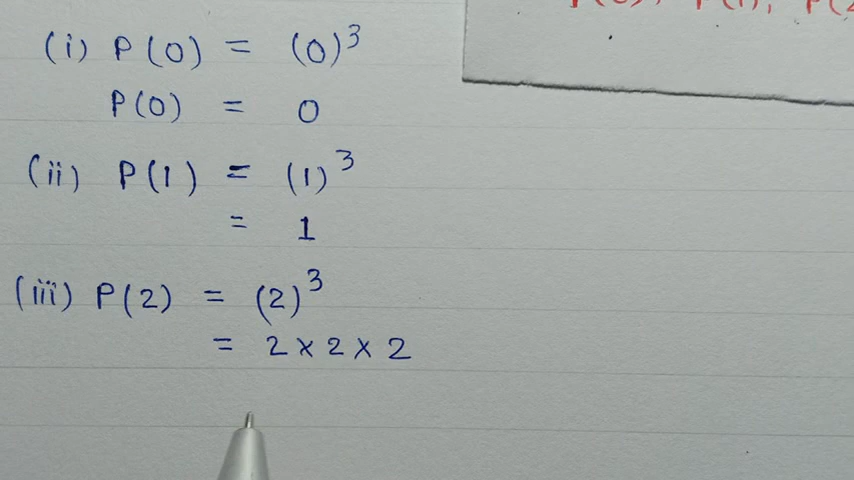 (i) P(0) = (0)³
P(0) = 0
(ii) P(1) = (1)³
= 1
(iii) P(2) = (2)³
= 2 × 2 × 2